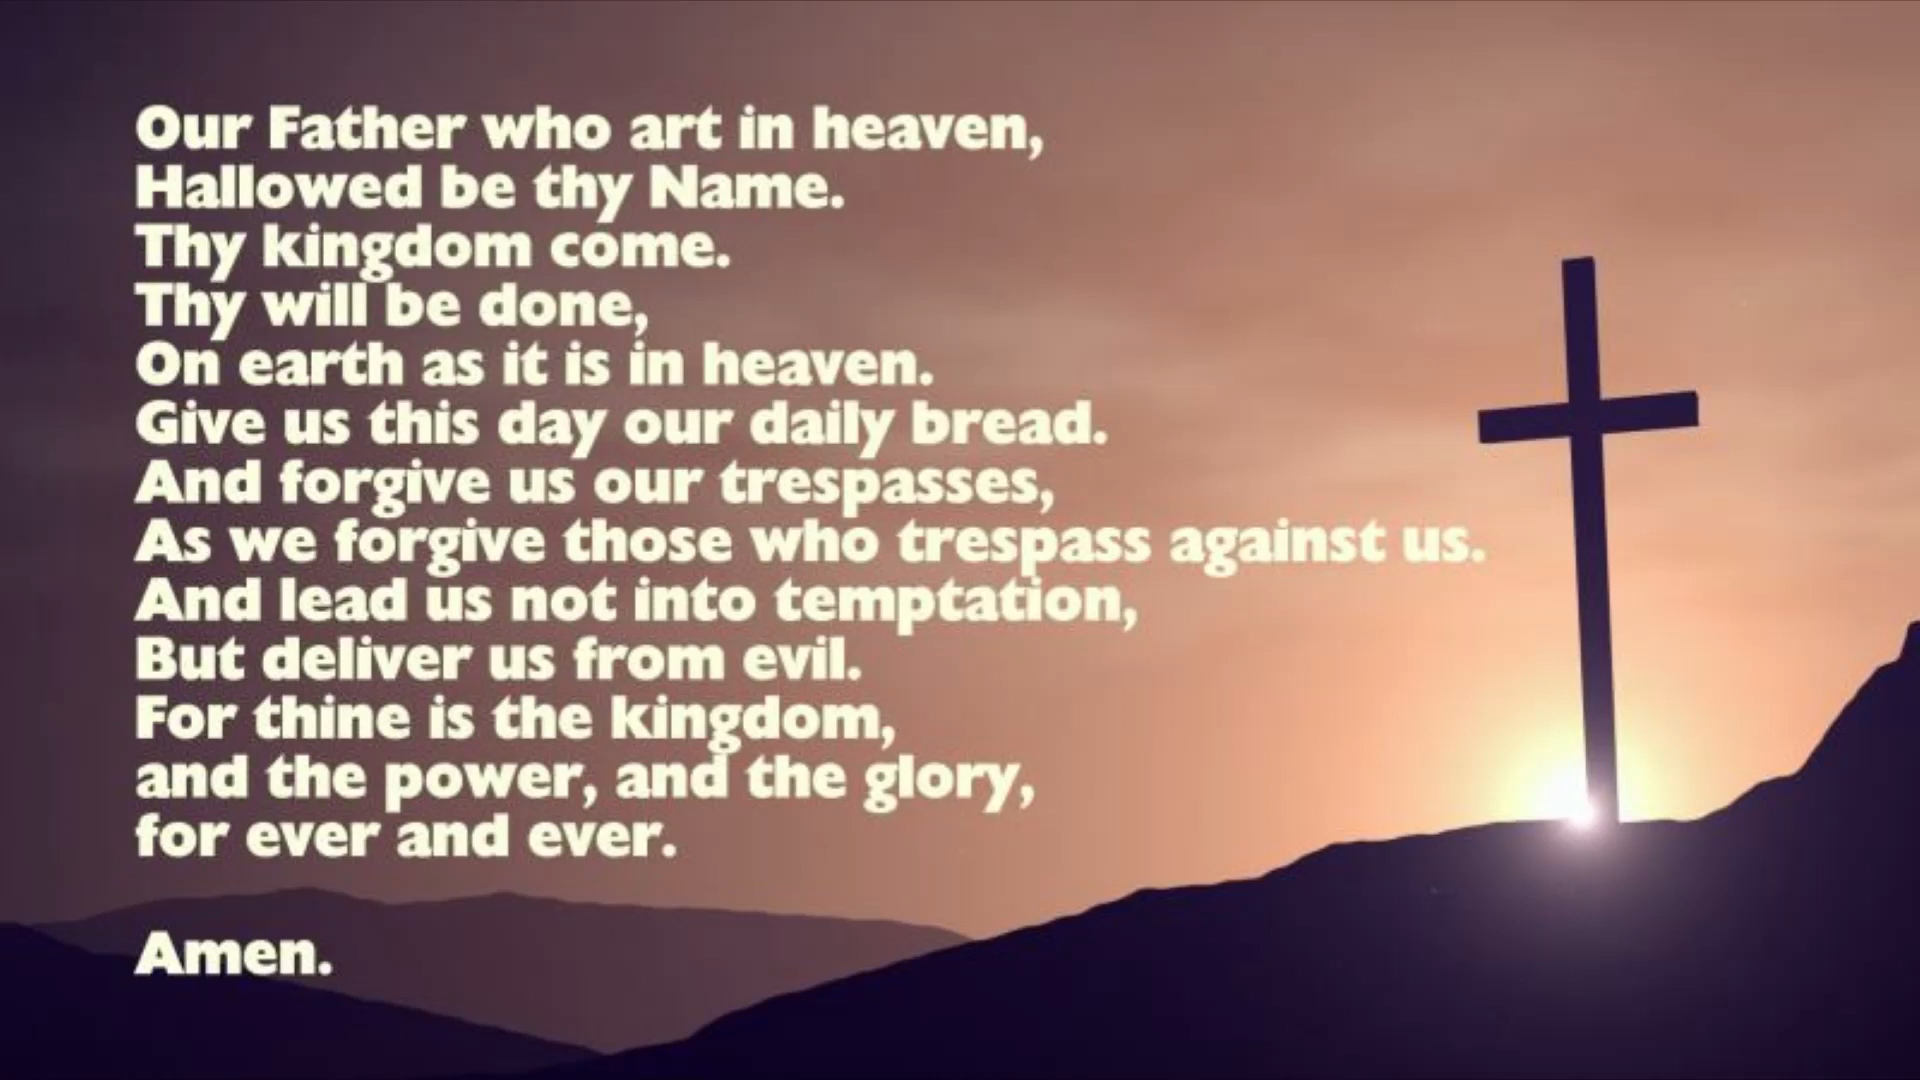 Our Father who art in heaven,
Hallowed be thy Name.
Thy kingdom come.
Thy will be done,
On earth as it is in heaven.
Give us this day our daily bread.
And forgive us our trespasses,
As we forgive those who trespass against us.
And lead us not into temptation,
But deliver us from evil.
For thine is the kingdom,
and the power, and the glory,
for ever and ever.
Amen.